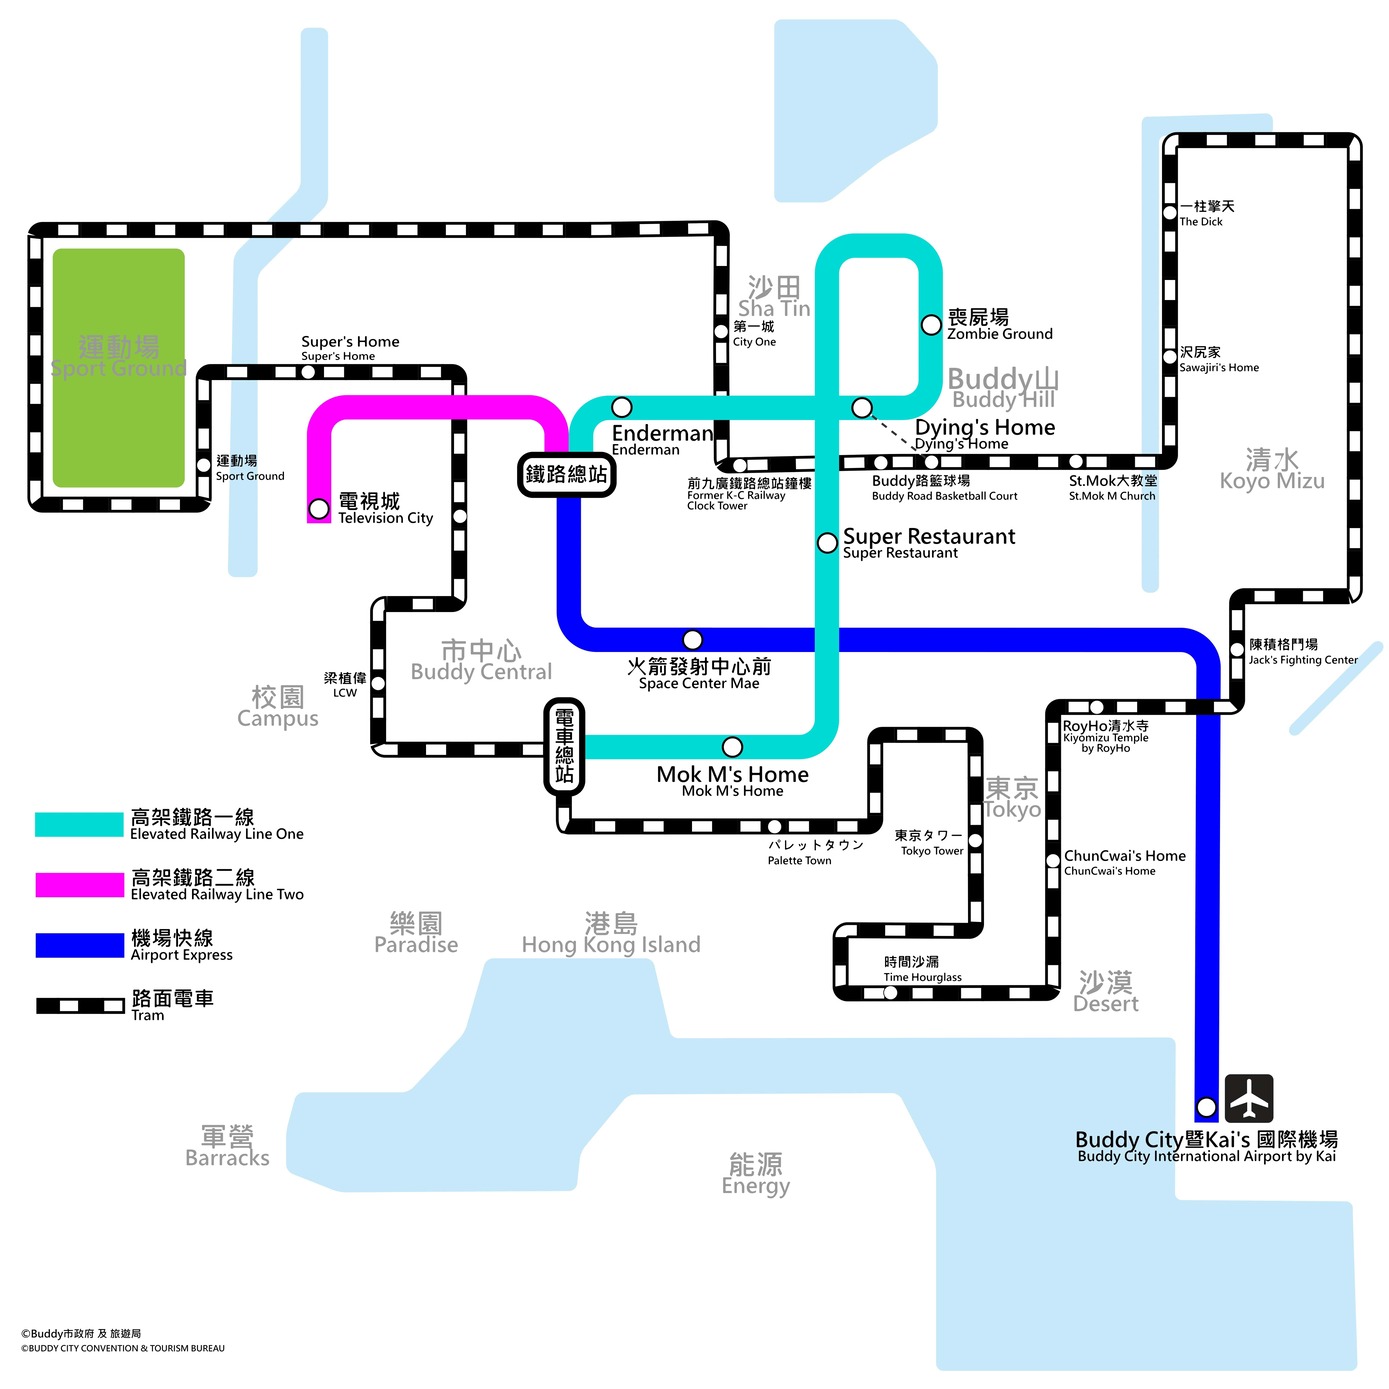 一柱擎天
The Dick
沙田
Sha Tin
喪屍場
Zombie Ground
第一城
City One
Super's Home
Super's Home
運動場
Sport Ground
沢尻家
Sawajiri's Home
Buddy山
Buddy Hill
Enderman
Enderman
Dying's Home
Dying's Home
運動場
Sport Ground
鐵路總站
清水
Koyo Mizu
電視城
Television City
前九廣鐵路總站鐘樓
Former K-C Railway
Clock Tower
Buddy路籃球場
Buddy Road Basketball Court
St.Mok大教堂
St.Mok M Church
Super Restaurant
Super Restaurant
市中心
Buddy Central
火箭發射中心前
Space Center Mae
陳積格鬥場
Jack's Fighting Center
梁植偉
LCW
校園
Campus
電車總站
RoyHo清水寺
Kiyomizu Temple
by RoyHo
Mok M's Home
Mok M's Home
東京
Tokyo
高架鐵路一線
Elevated Railway Line One
パレットタウン
Palette Town
東京タワー
Tokyo Tower
ChunCwai's Home
ChunCwai's Home
高架鐵路二線
Elevated Railway Line Two
樂園
Paradise
港島
Hong Kong Island
機場快線
Airport Express
時間沙漏
Time Hourglass
沙漠
Desert
路面電車
Tram
軍營
Barracks
Buddy City暨Kai's 國際機場
Buddy City International Airport by Kai
能源
Energy
©Buddy市政府 及 旅遊局
©BUDDY CITY CONVENTION & TOURISM BUREAU